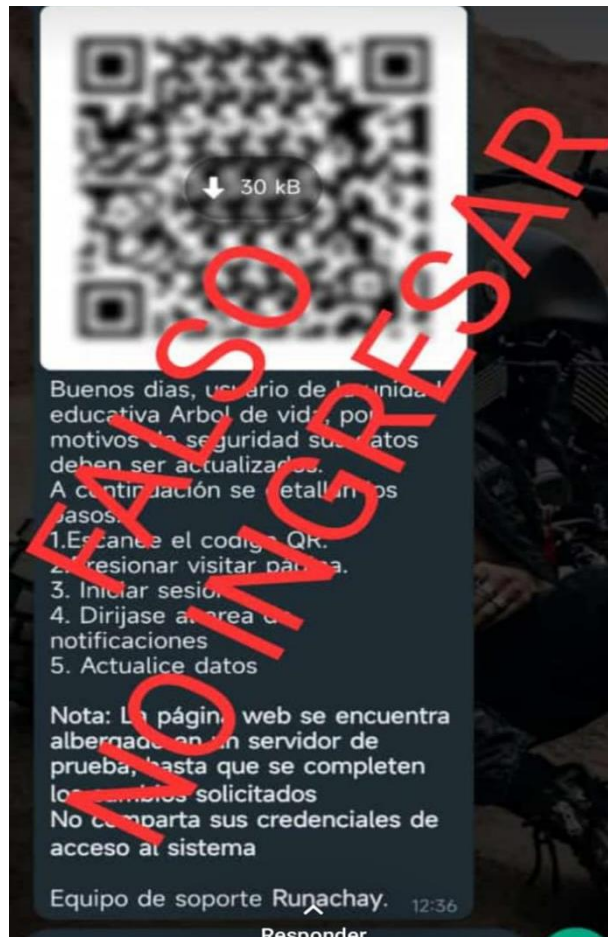 30 kB
FALSO
NO INGRESAR
Buenos dias, usuario de la unidad
educativa Arbol de vida, por
motivos de seguridad sus datos
deben ser actualizados.
A continuación se detallan los
pasos.
1.Escanee el codigo QR.
2.Presionar visitar página.
3. Iniciar sesion
4. Dirijase al area de
notificaciones
5. Actualice datos
Nota: La página web se encuentra
albergada en un servidor de
prueba, hasta que se completen
los cambios solicitados
No comparta sus credenciales de
acceso al sistema
Equipo de soporte Runachay. 12:36
Responder